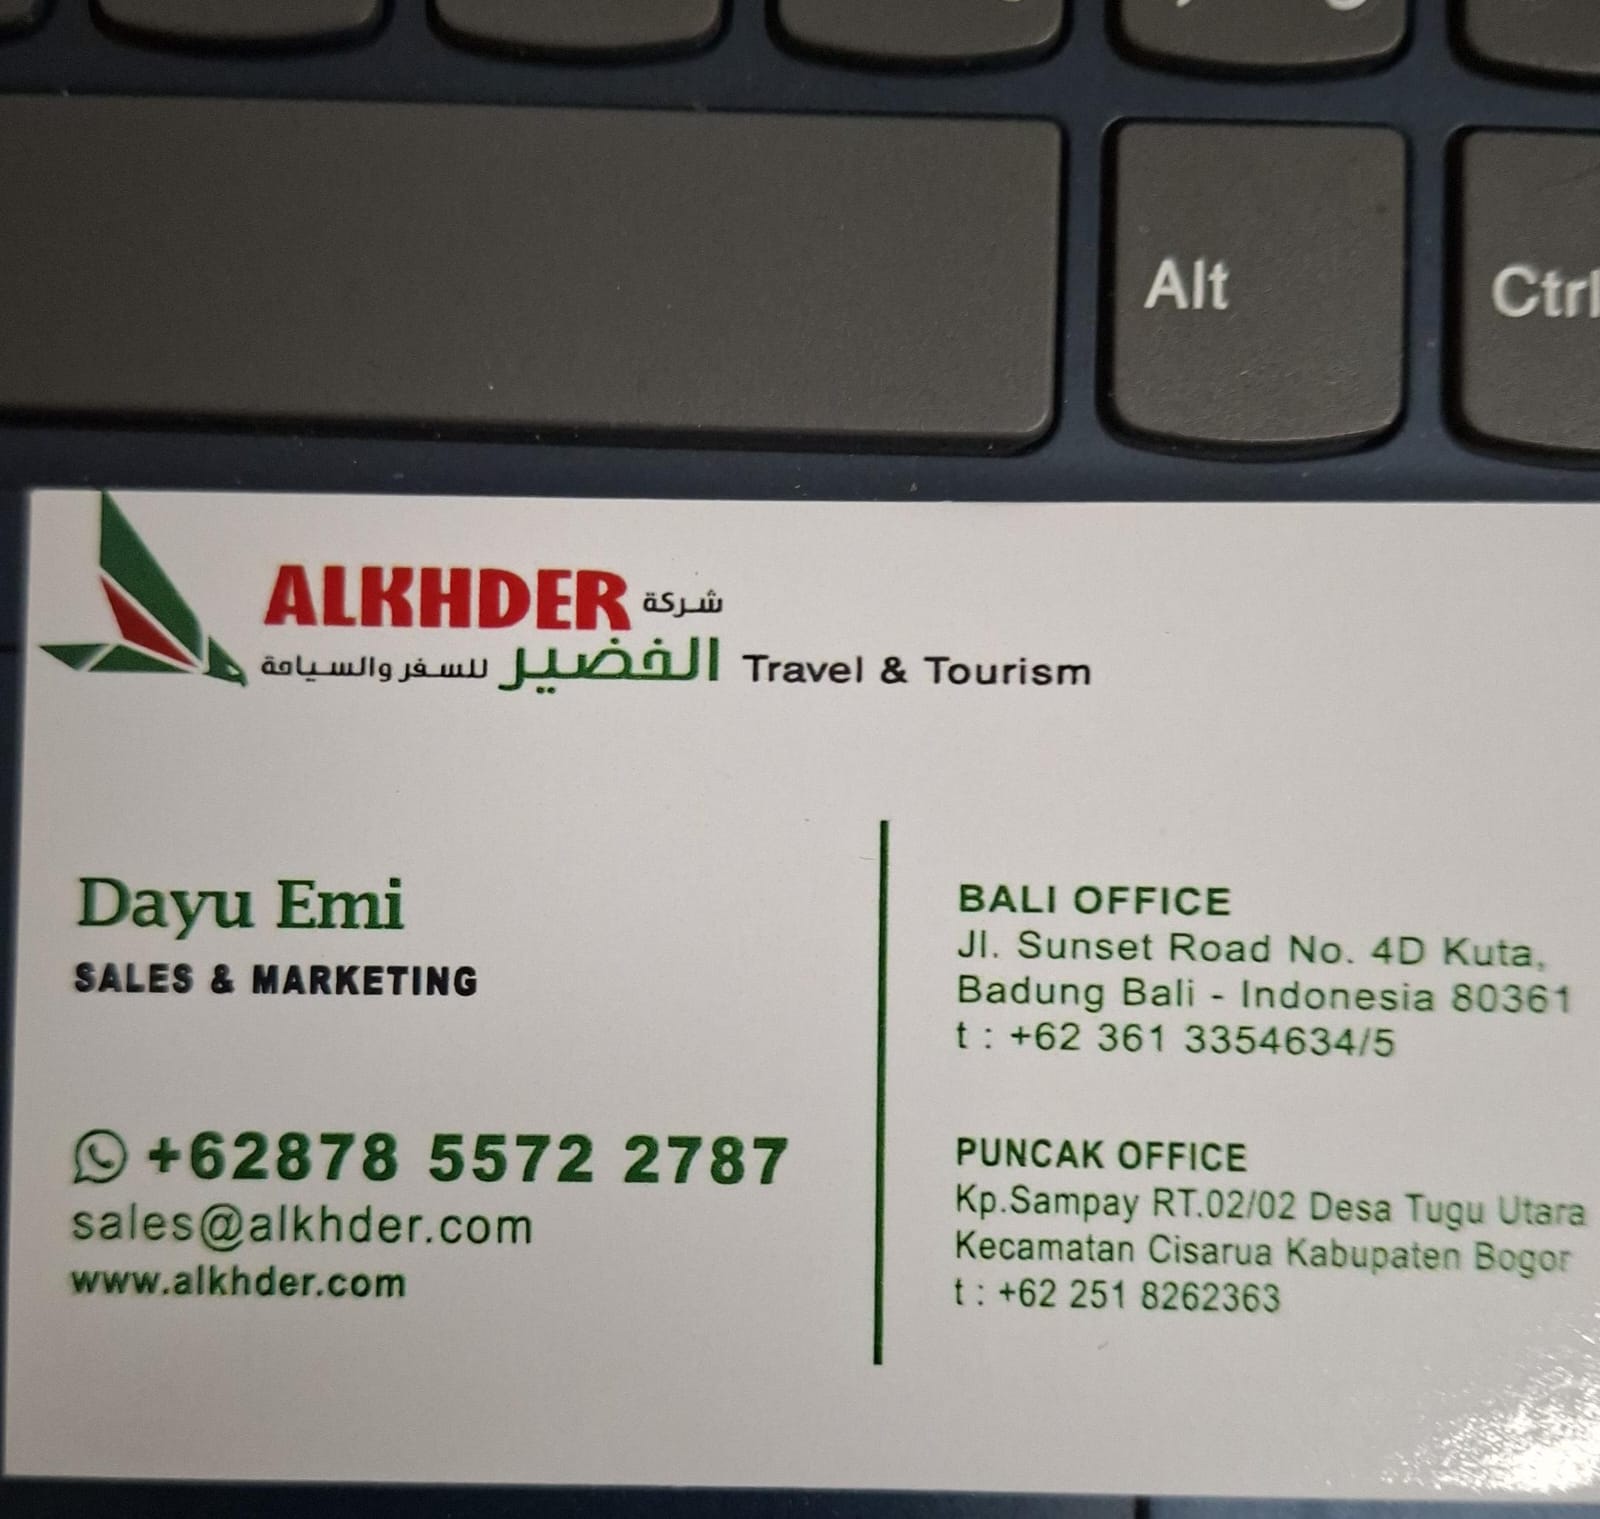 Alt
Ctrl
ALKHDER شركة
الخضير للسفر والسياحة
Travel & Tourism
Dayu Emi
SALES & MARKETING
+62878 5572 2787
sales@alkhder.com
www.alkhder.com
BALI OFFICE
Jl. Sunset Road No. 4D Kuta,
Badung Bali - Indonesia 80361
t : +62 361 3354634/5
PUNCAK OFFICE
Kp.Sampay RT.02/02 Desa Tugu Utara
Kecamatan Cisarua Kabupaten Bogor
t : +62 251 8262363